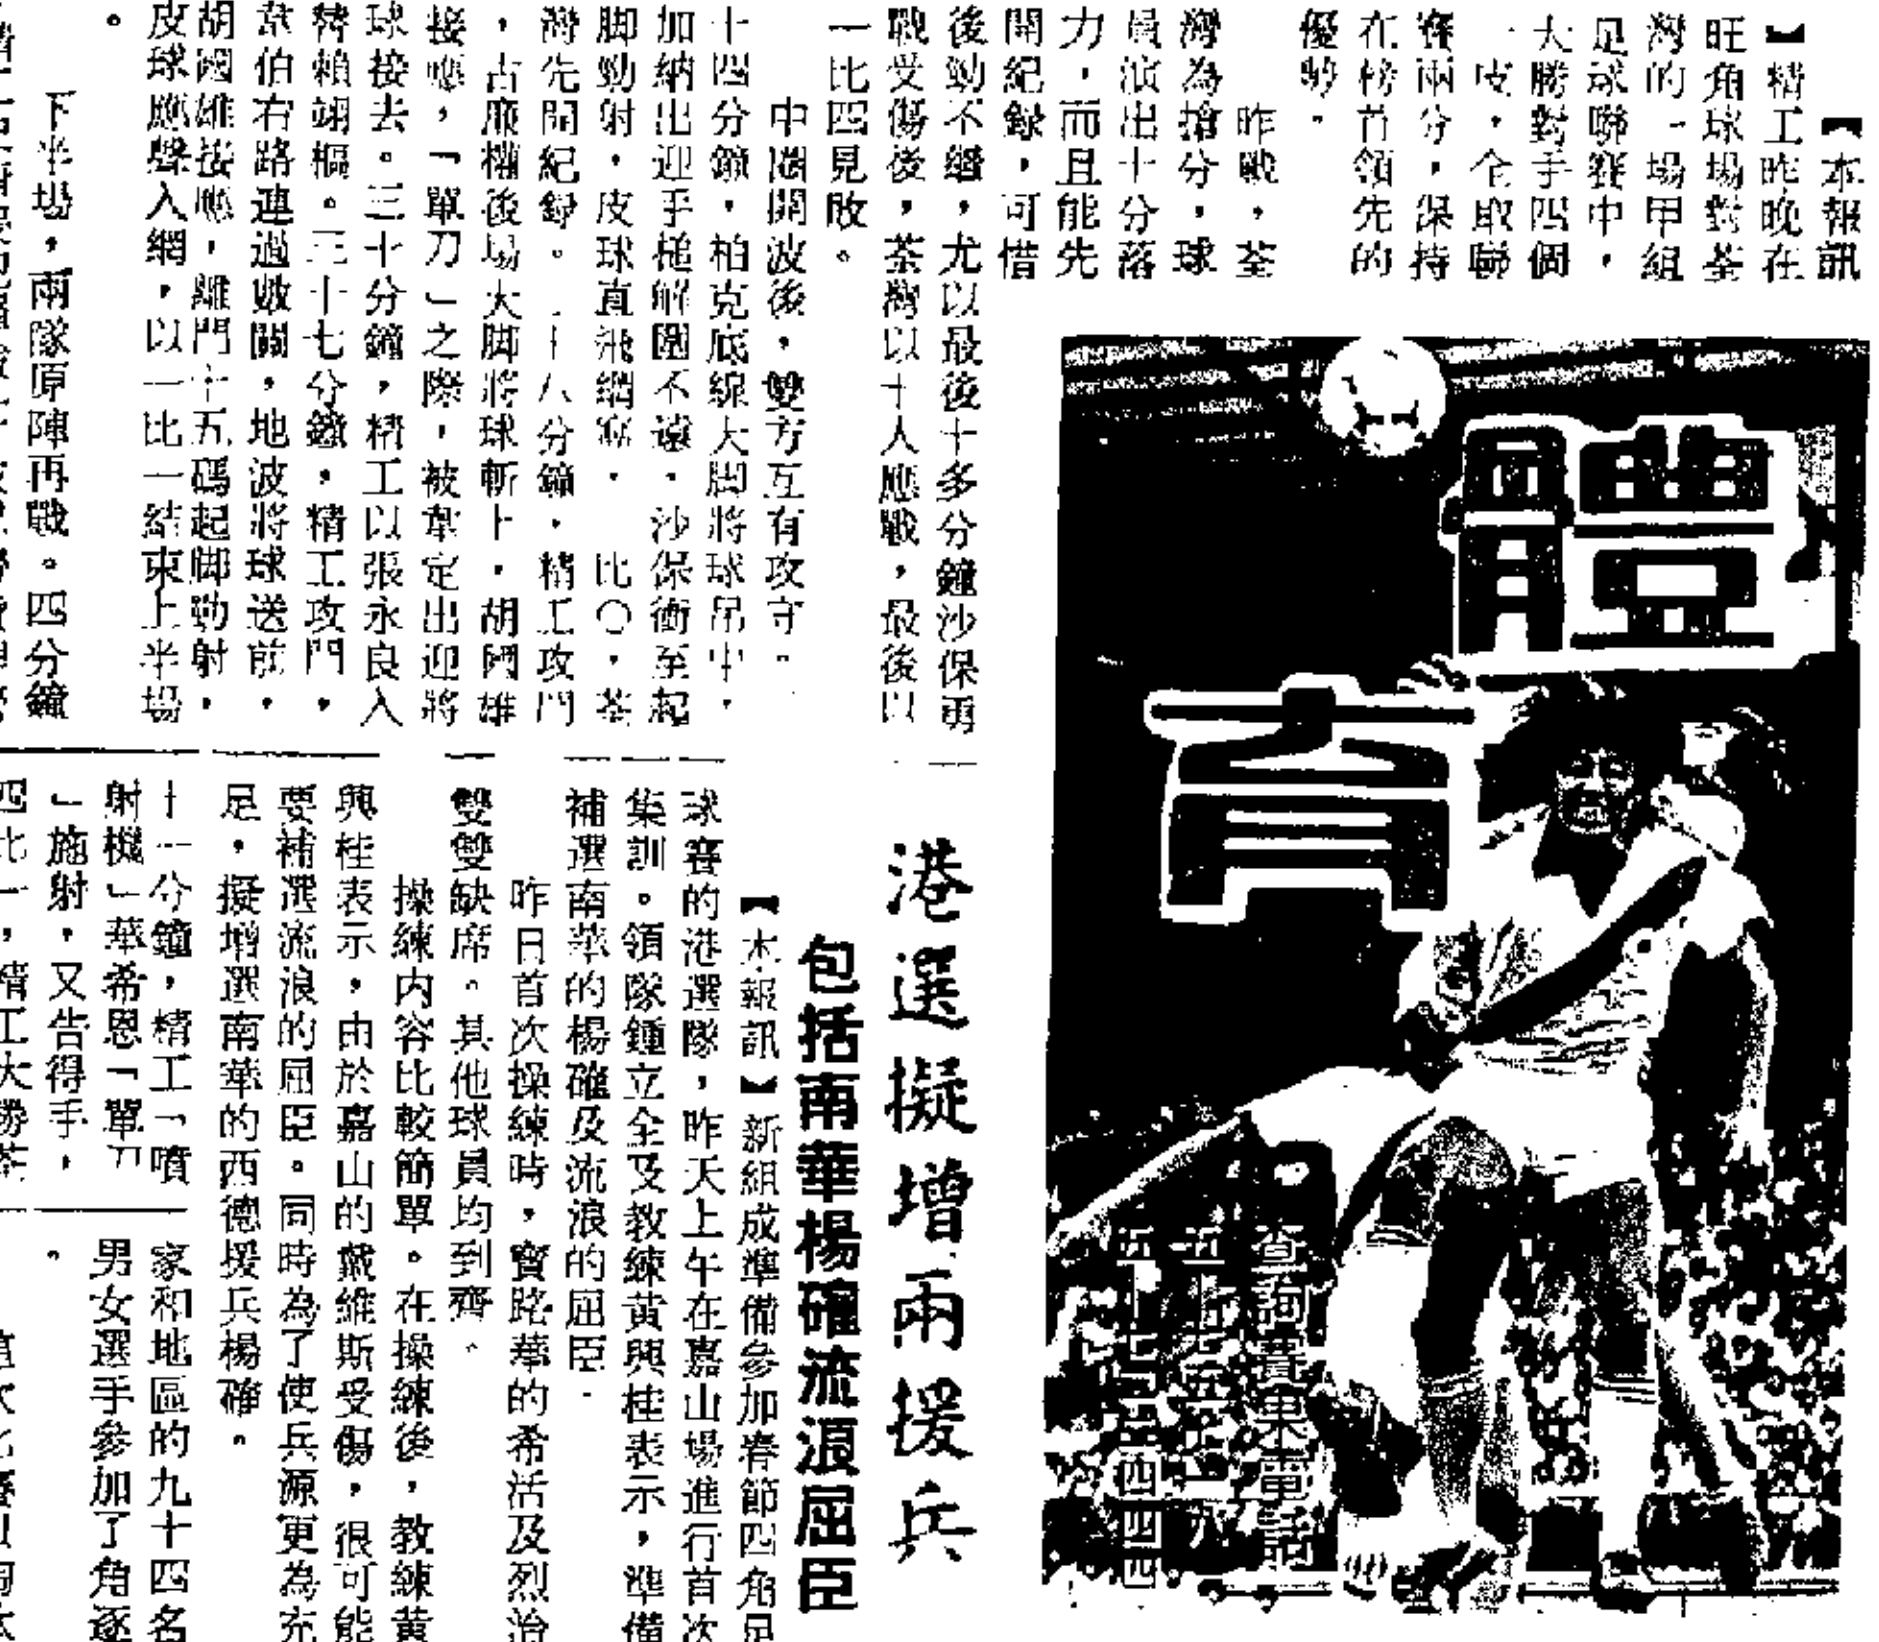 【本報訊
】精工昨晚在
旺角球場對荃
灣的一場甲組
足球聯賽中，
大勝對手四個
一皮，全取聯
賽兩分，保持
在榜首領先的
優勢。
昨戰，荃
灣為搶分，球
員演出十分落
力，而且能先
開紀錄，可惜
後勁不繼，尤以最後十多分鐘沙保勇
戰受傷後，荃灣以十人應戰，最後以
一比四見敗。
中圈開波後，雙方互有攻守。
十四分鐘，柏克底線大脚將球吊中，
加納出迎手槌解圍不遠，沙保衝至起
脚勁射，皮球直飛網窩，一比〇，荃
灣先開紀錄。二十八分鐘，精工攻門
，古廉權後場大脚將球斬上，胡國雄
接應，「單刀」之際，被韋定出迎將
球接去。三十分鐘，精工以張永良入
替賴翊樞。三十七分鐘，精工攻門，
韋伯右路連過數關，地波將球送前，
胡國雄接應，離門十五碼起脚勁射，
皮球應聲入網，以一比一結束上半場
。
下半場，兩隊原陣再戰。四分鐘
體育
查詢賽果電話
港選擬增兩援兵
包括南華楊確流浪屈臣
【本報訊】新組成準備參加春節四角足
球賽的港選隊，昨天上午在嘉山場進行首次
集訓。領隊鍾立全及教練黃興桂表示，準備
補選南華的楊確及流浪的屈臣。
昨日首次操練時，寶路華的希活及烈治
雙雙缺席。其他球員均到齊。
操練內容比較簡單。在操練後，教練黃
興桂表示，由於嘉山的戴維斯受傷，很可能
要補選流浪的屈臣。同時為了使兵源更為充
足，擬增選南華的西德援兵楊確。
十一分鐘，精工「噴
射機」華希恩「單刀
」施射，又告得手，
四比一，精工大勝荃
家和地區的九十四名
男女選手參加了角逐
。